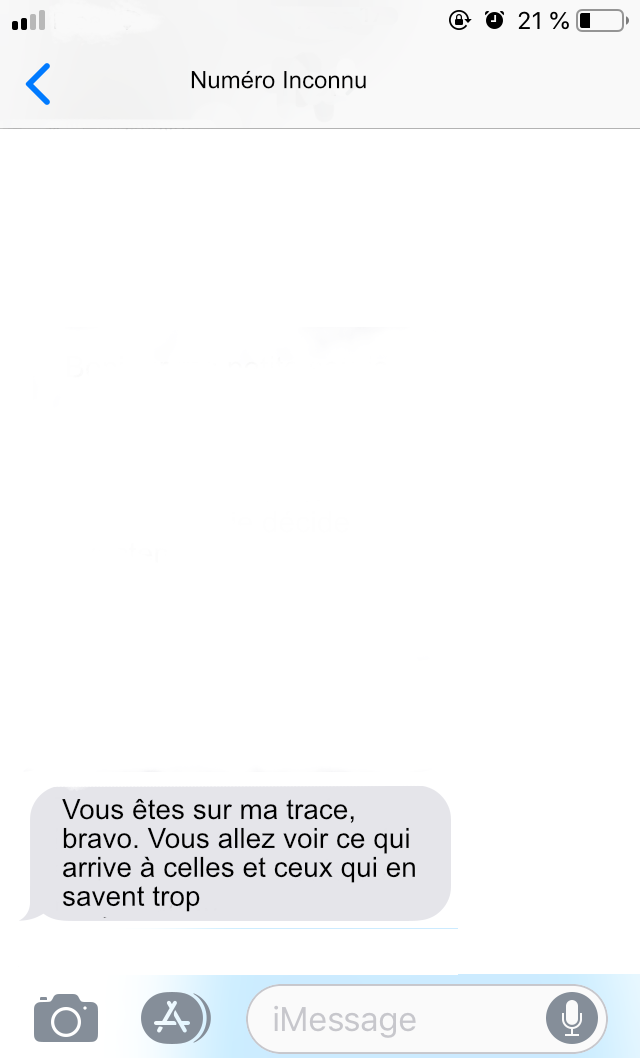 21 %
Numéro Inconnu
Vous êtes sur ma trace,
bravo. Vous allez voir ce qui
arrive à celles et ceux qui en
savent trop
iMessage